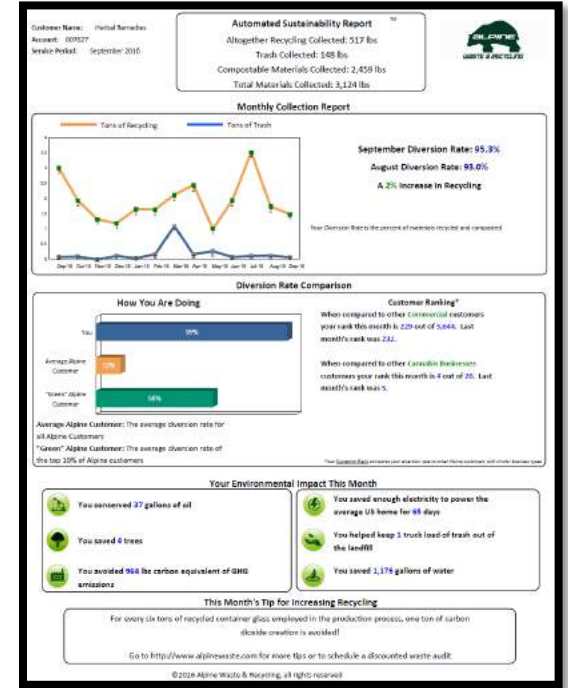 Customer Name: Herbal Remedies
Account: 007627
Service Period: September 2016
Automated Sustainability Report
TM
Altogether Recycling Collected: 517 lbs
Trash Collected: 148 lbs
Compostable Materials Collected: 2,459 lbs
Total Materials Collected: 3,124 lbs
ALPINE
WASTE & RECYCLING
Monthly Collection Report
Tons of Recycling Tons of Trash
September Diversion Rate: 95.3%
August Diversion Rate: 93.0%
A 2% Increase in Recycling
Your Diversion Rate is the percent of materials recycled and composted
Diversion Rate Comparison
How You Are Doing
You
Average Alpine
Customer
"Green" Alpine
Customer
Average Alpine Customer: The average diversion rate for
all Alpine Customers
"Green" Alpine Customer: The average diversion rate of
the top 10% of Alpine customers
Customer Ranking*
When compared to other Commercial customers
your rank this month is 229 out of 5,644. Last
month's rank was 232.
When compared to other Cannabis Businesses
customers your rank this month is 4 out of 26. Last
month's rank was 5.
Your Environmental Impact This Month
You conserved 37 gallons of oil
You saved 4 trees
You avoided 964 lbs carbon equivalent of GHG
emissions
You saved enough electricity to power the
average US home for 65 days
You helped keep 1 truck load of trash out of
the landfill
You saved 1,176 gallons of water
This Month's Tip for Increasing Recycling
For every six tons of recycled container glass employed in the production process, one ton of carbon
dioxide creation is avoided!
Go to http://www.alpinewaste.com for more tips or to schedule a discounted waste audit
©2016 Alpine Waste & Recycling, all rights reserved